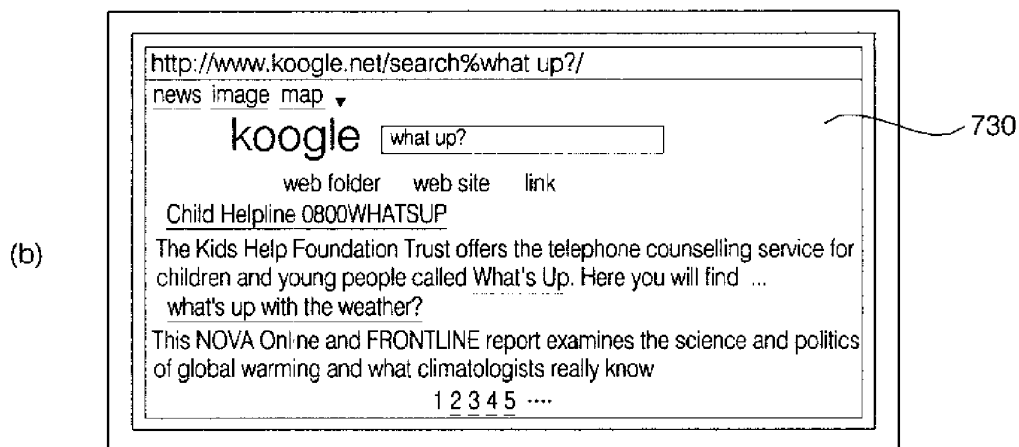 http://www.koogle.net/search%what up?/
news image map ▼
koogle what up?
730
web folder web site link
Child Helpline 0800WHATSUP
(b)
The Kids Help Foundation Trust offers the telephone counselling service for
children and young people called What's Up. Here you will find ...
what's up with the weather?
This NOVA Online and FRONTLINE report examines the science and politics
of global warming and what climatologists really know
1 2 3 4 5 ····